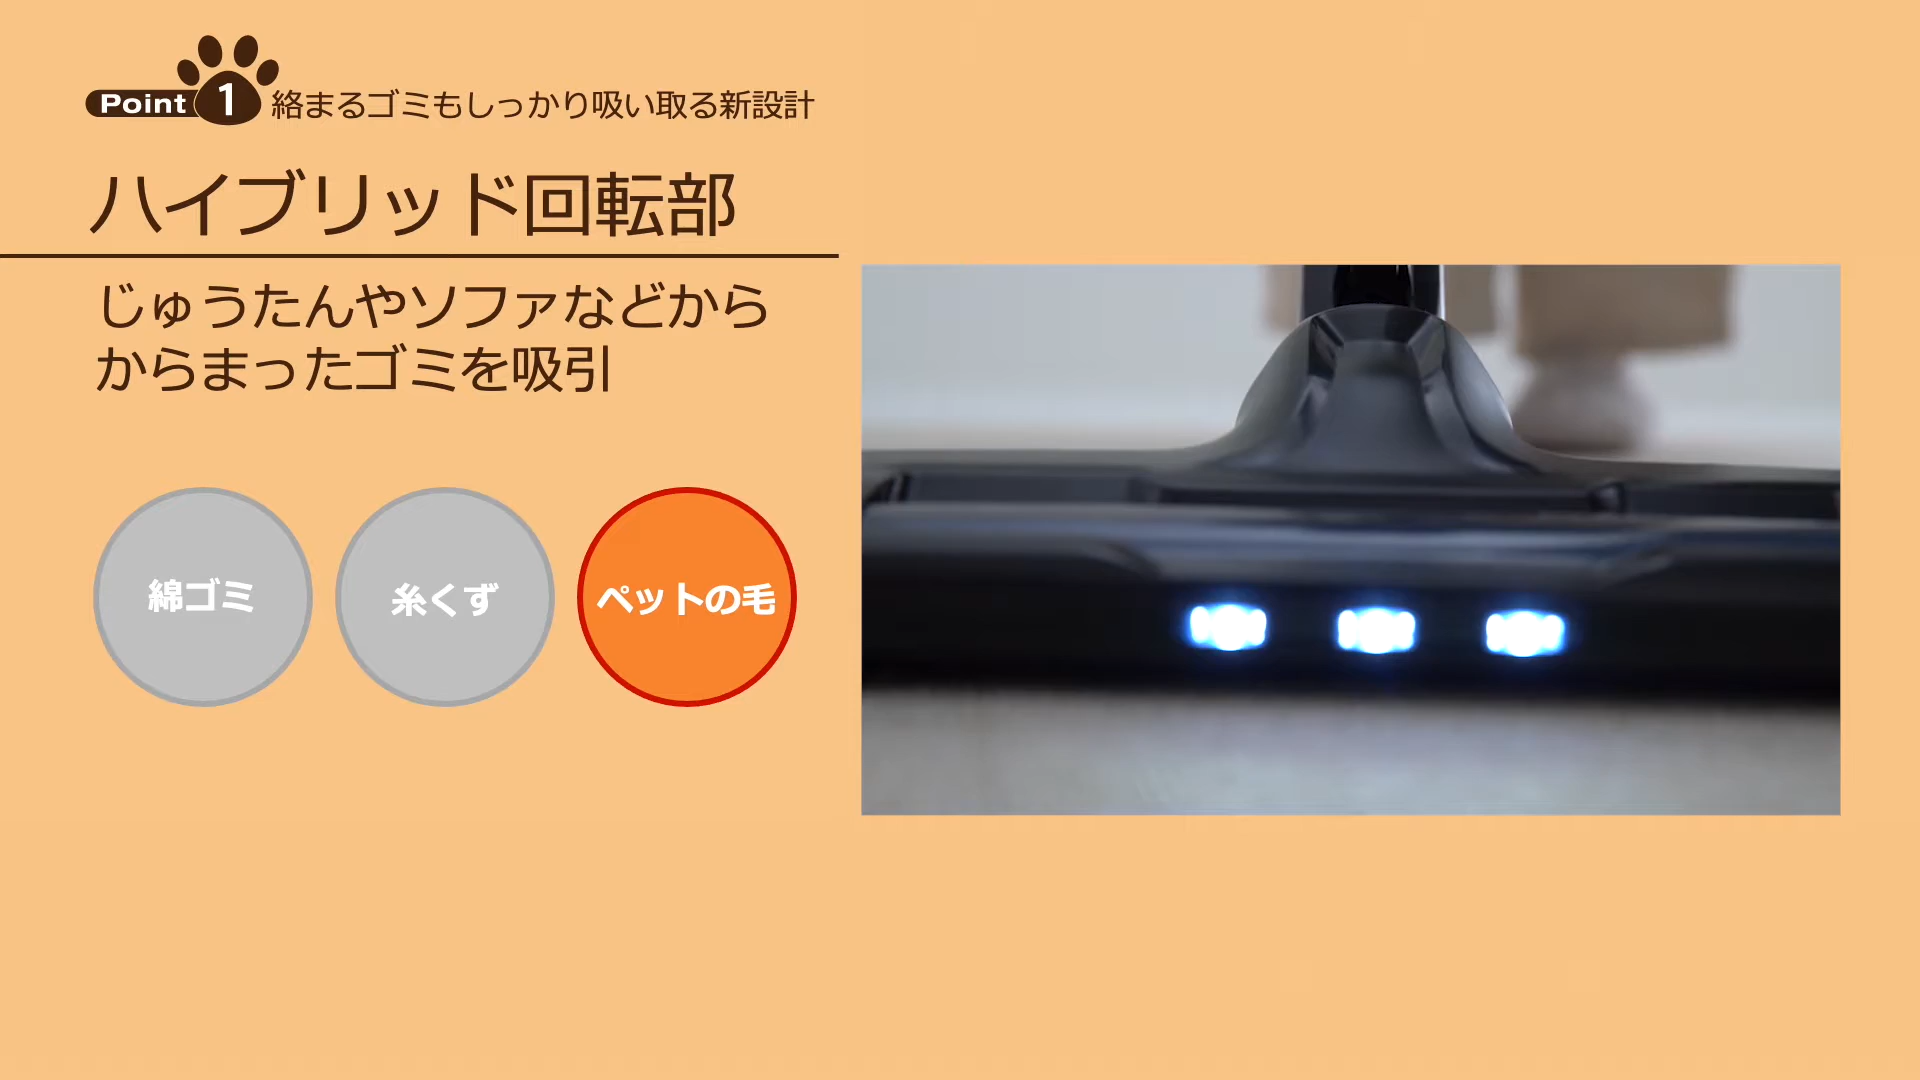 Point 1 絡まるゴミもしっかり吸い取る新設計
ハイブリッド回転部
じゅうたんやソファなどから
からまったゴミを吸引
綿ゴミ
糸くず
ペットの毛